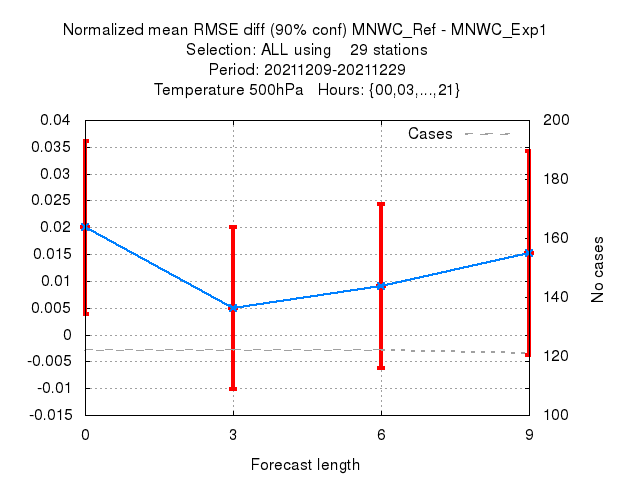 Normalized mean RMSE diff (90% conf) MNWC_Ref - MNWC_Exp1
Selection: ALL using    29 stations
Period: 20211209-20211229
Temperature 500hPa   Hours: {00,03,...,21}
Cases
0.04
0.035
0.03
0.025
0.02
0.015
0.01
0.005
0
-0.005
-0.01
-0.015
200
180
160
140
120
100
No cases
0 3 6 9
Forecast length